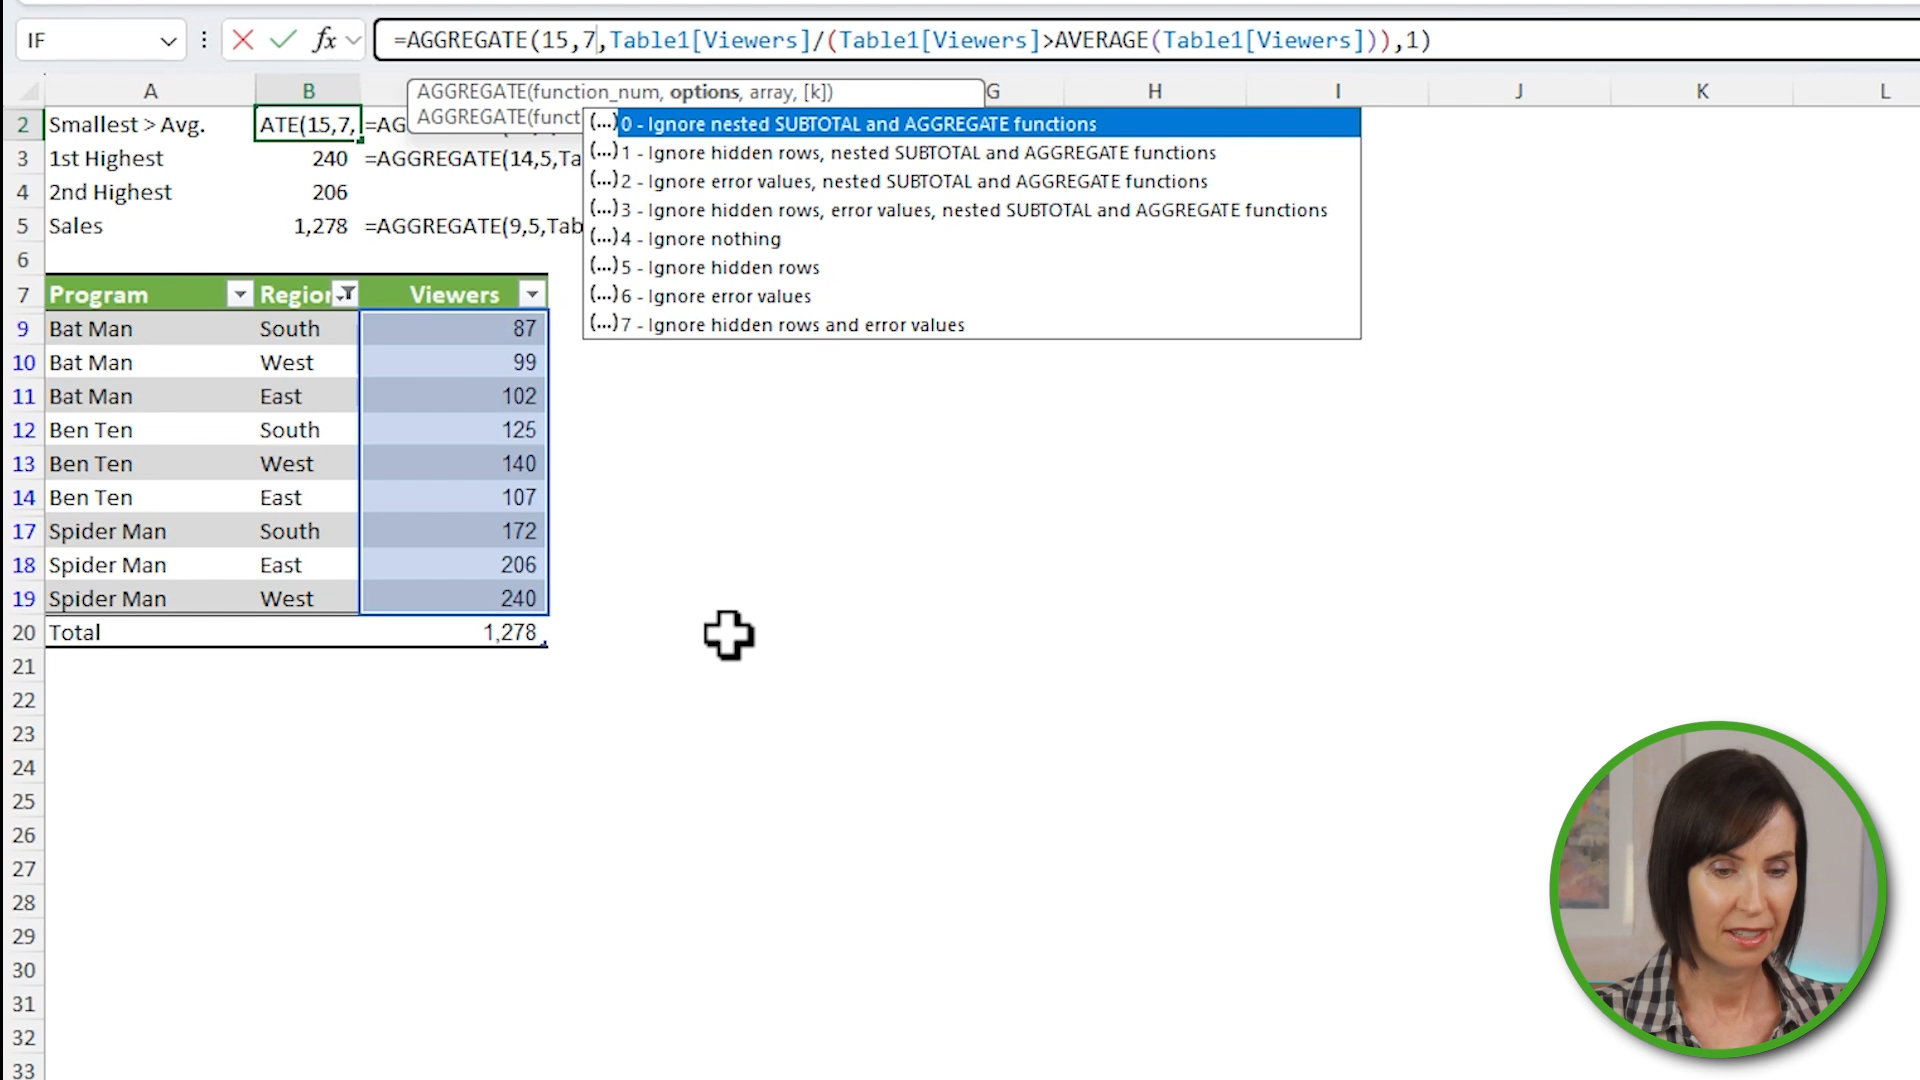 IF =AGGREGATE(15,7,Table1[Viewers]/(Table1[Viewers]>AVERAGE(Table1[Viewers])),1)
A B G H I J K L
AGGREGATE(function_num, options, array, [k])
AGGREGATE(funct
2 Smallest > Avg. ATE(15,7, =AG
(...) 0 - Ignore nested SUBTOTAL and AGGREGATE functions
(...) 1 - Ignore hidden rows, nested SUBTOTAL and AGGREGATE functions
(...) 2 - Ignore error values, nested SUBTOTAL and AGGREGATE functions
(...) 3 - Ignore hidden rows, error values, nested SUBTOTAL and AGGREGATE functions
(...) 4 - Ignore nothing
(...) 5 - Ignore hidden rows
(...) 6 - Ignore error values
(...) 7 - Ignore hidden rows and error values
3 1st Highest 240 =AGGREGATE(14,5,Ta
4 2nd Highest 206
5 Sales 1,278 =AGGREGATE(9,5,Tab
6
7 Program Region Viewers
9 Bat Man South 87
10 Bat Man West 99
11 Bat Man East 102
12 Ben Ten South 125
13 Ben Ten West 140
14 Ben Ten East 107
17 Spider Man South 172
18 Spider Man East 206
19 Spider Man West 240
20 Total 1,278
21
22
23
24
25
26
27
28
29
30
31
32
33